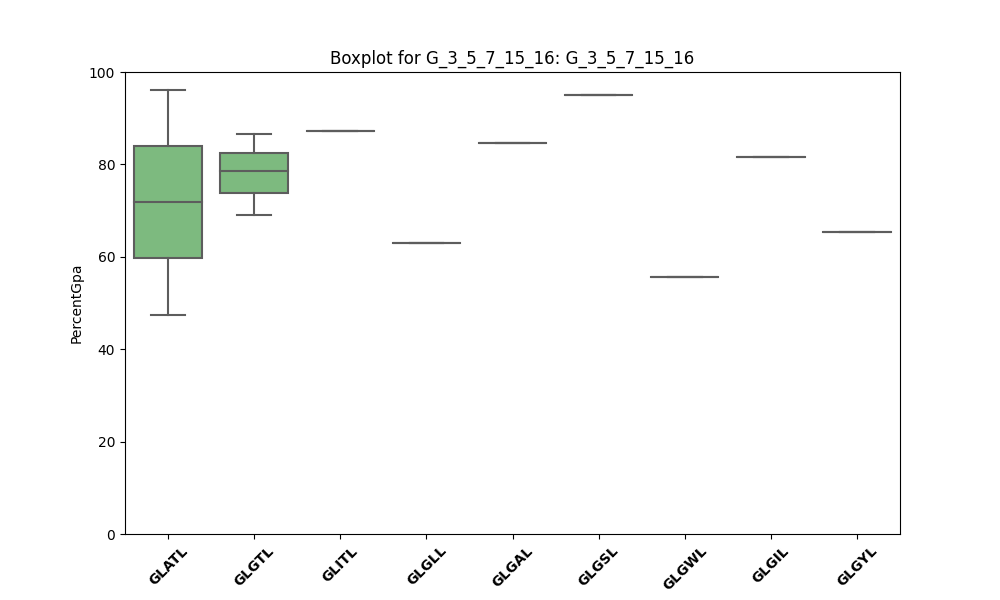 Boxplot for G_3_5_7_15_16: G_3_5_7_15_16
100
80
60
40
20
0
PercentGpa
GLATL
GLGTL
GLITL
GLGLL
GLGAL
GLGSL
GLGWL
GLGIL
GLGYL